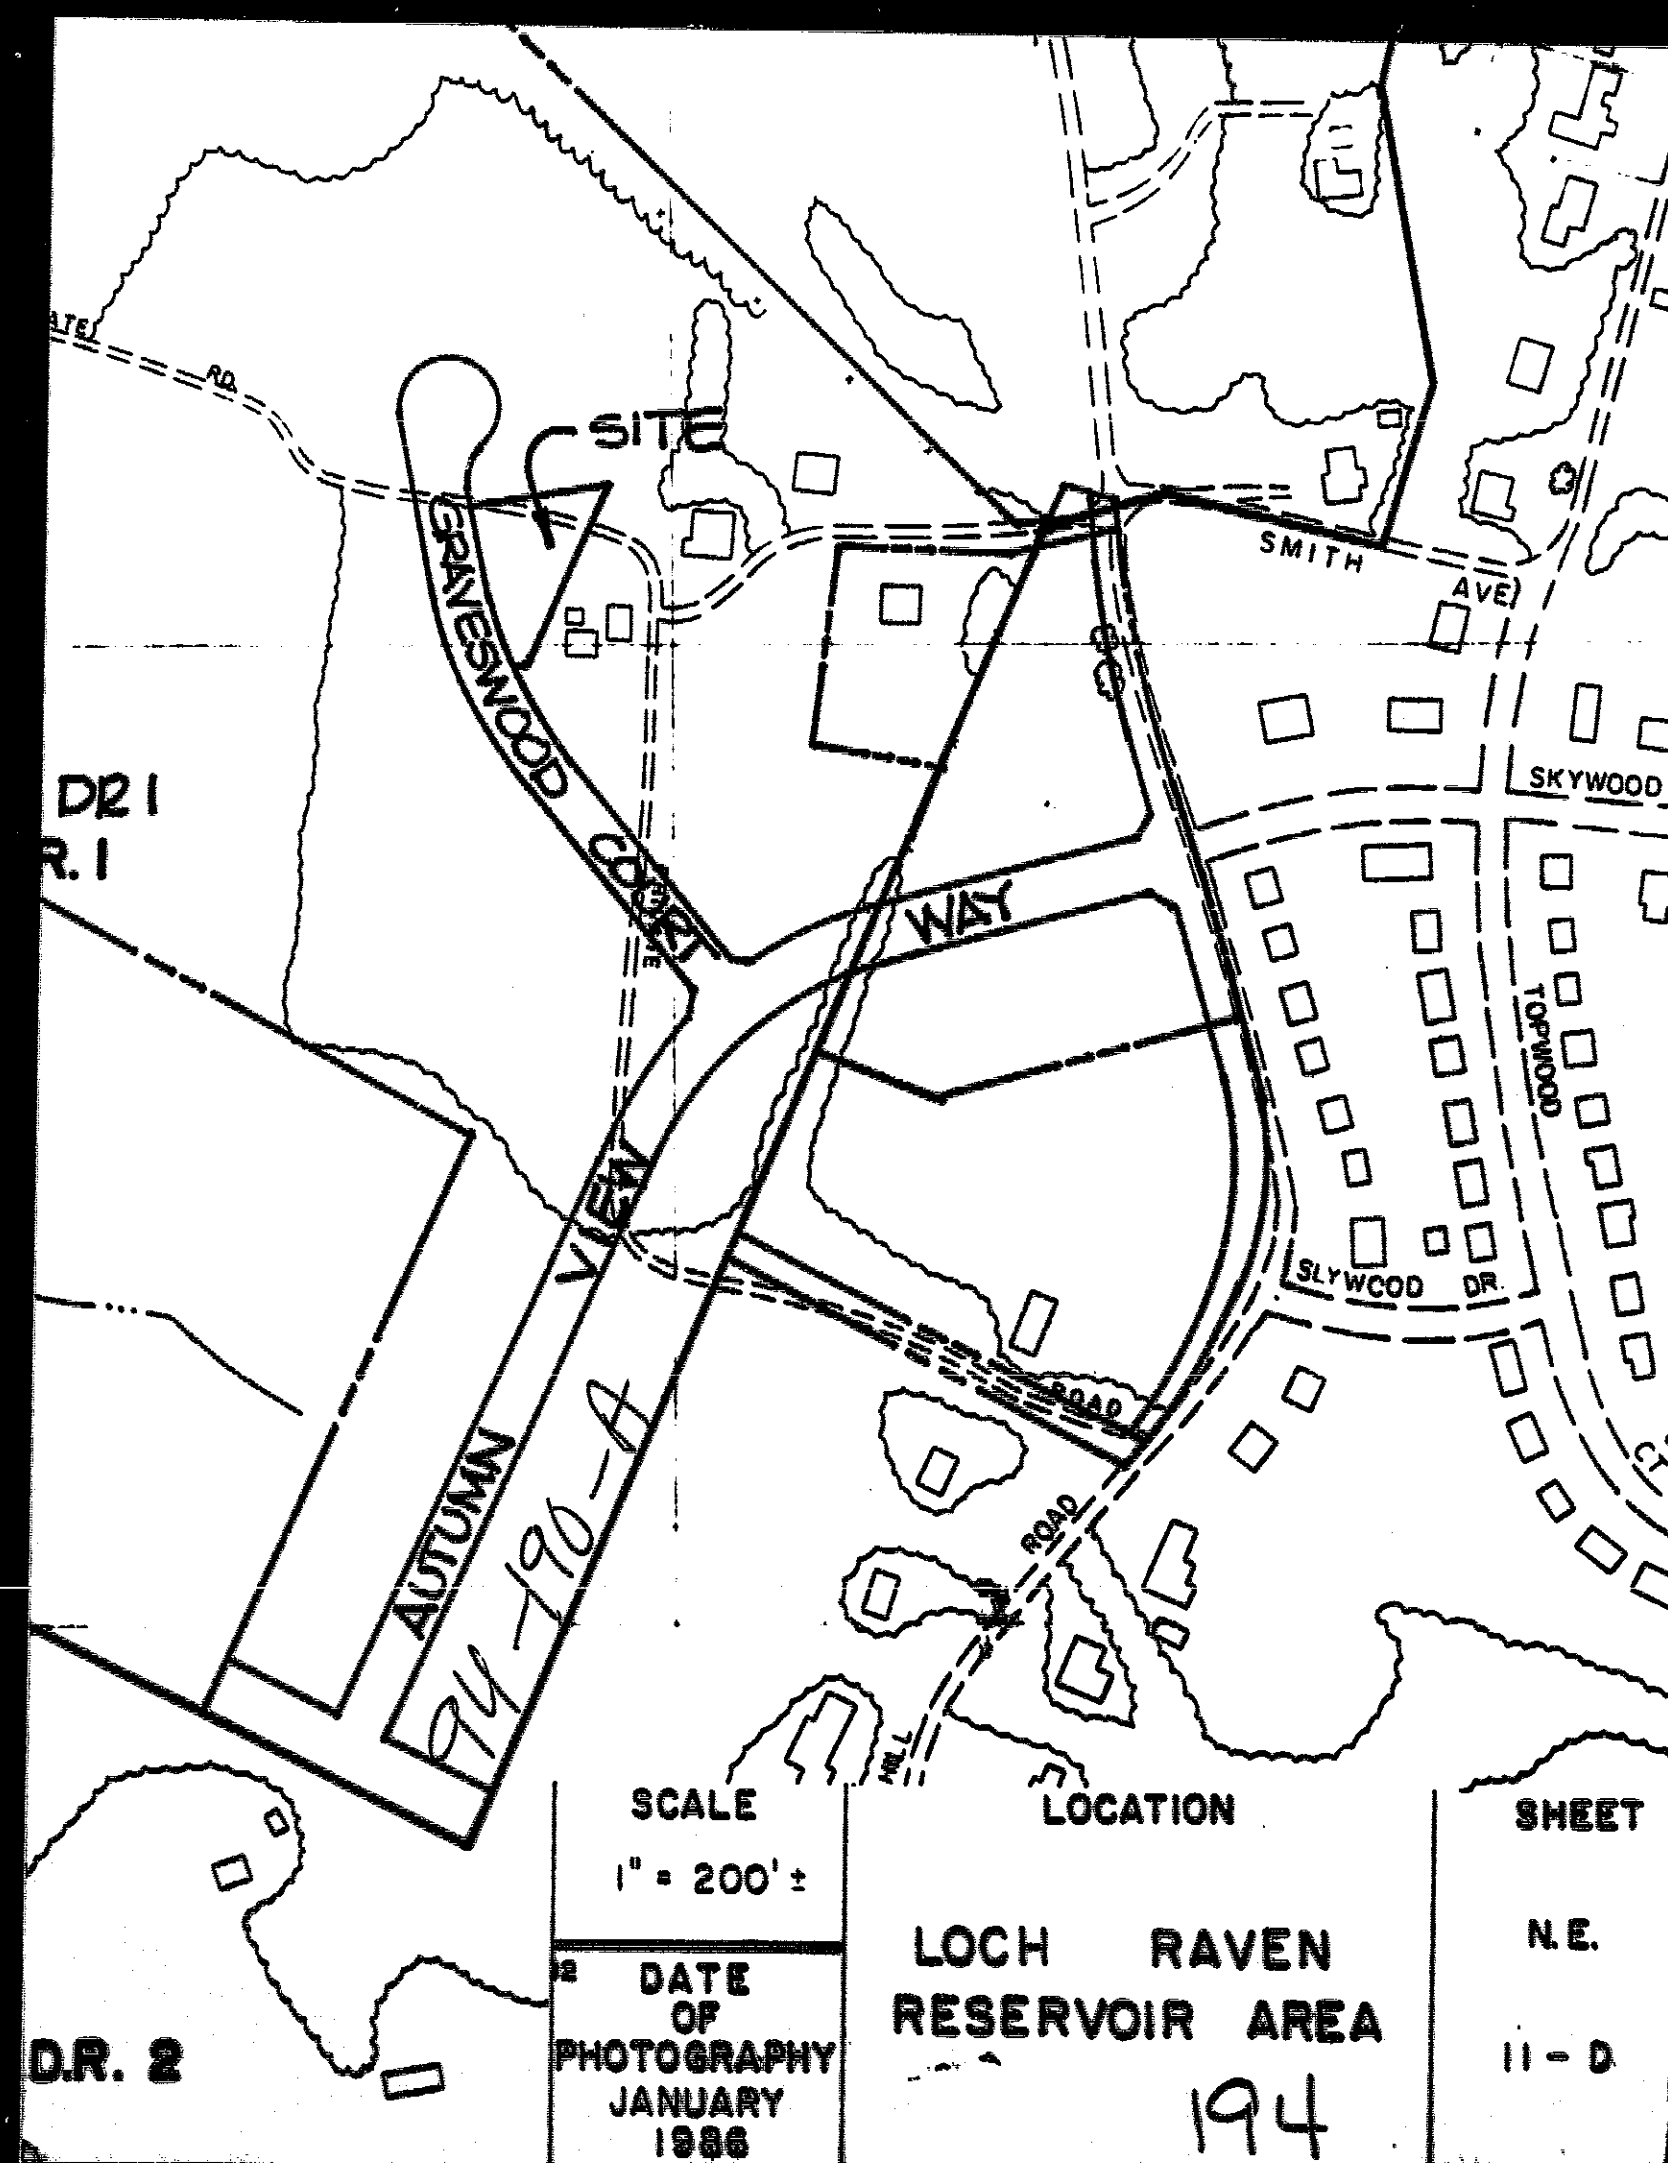 RD.
SITE
GRAVESWOOD COURT
SMITH AVE
SKYWOOD
DR 1
R. 1
WAY
TOPWOOD
VIEW
SLYWOOD DR
ROAD
AUTUMN
94-190-A
ROAD
CT
HILL
SCALE
1" = 200' ±
LOCATION
SHEET
LOCH RAVEN
RESERVOIR AREA
N.E.
11 - D
DATE
OF
PHOTOGRAPHY
JANUARY
1986
D.R. 2
194